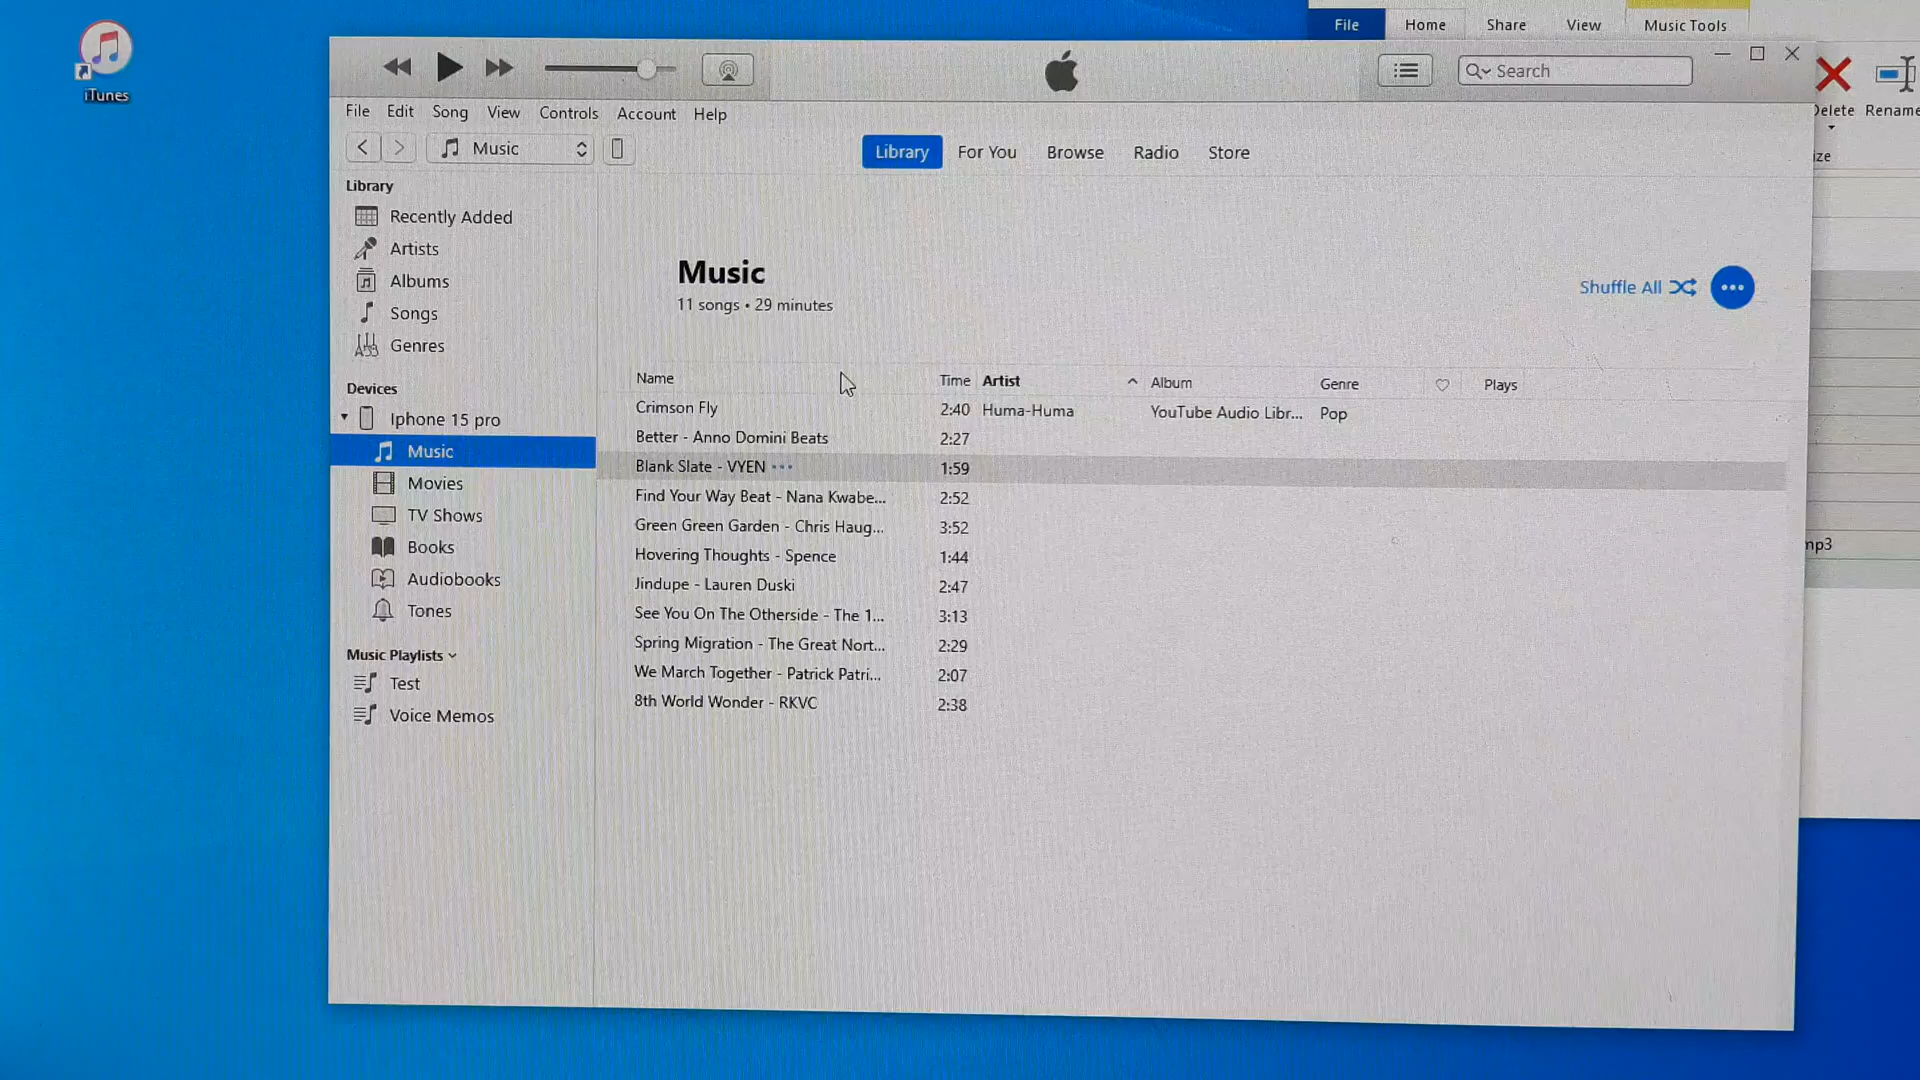 iTunes
File Home Share View Music Tools
Search
Delete Rename
File Edit Song View Controls Account Help
Music
Library For You Browse Radio Store
ize
Library
Recently Added
Artists
Albums
Songs
Genres
Devices
Iphone 15 pro
Music
Movies
TV Shows
Books
Audiobooks
Tones
Music Playlists
Test
Voice Memos
Music
11 songs • 29 minutes
Shuffle All
Name Time Artist Album Genre Plays
Crimson Fly 2:40 Huma-Huma YouTube Audio Libr... Pop
Better - Anno Domini Beats 2:27
Blank Slate - VYEN ••• 1:59
Find Your Way Beat - Nana Kwabe... 2:52
Green Green Garden - Chris Haug... 3:52
Hovering Thoughts - Spence 1:44
Jindupe - Lauren Duski 2:47
See You On The Otherside - The 1... 3:13
Spring Migration - The Great Nort... 2:29
We March Together - Patrick Patri... 2:07
8th World Wonder - RKVC 2:38
mp3